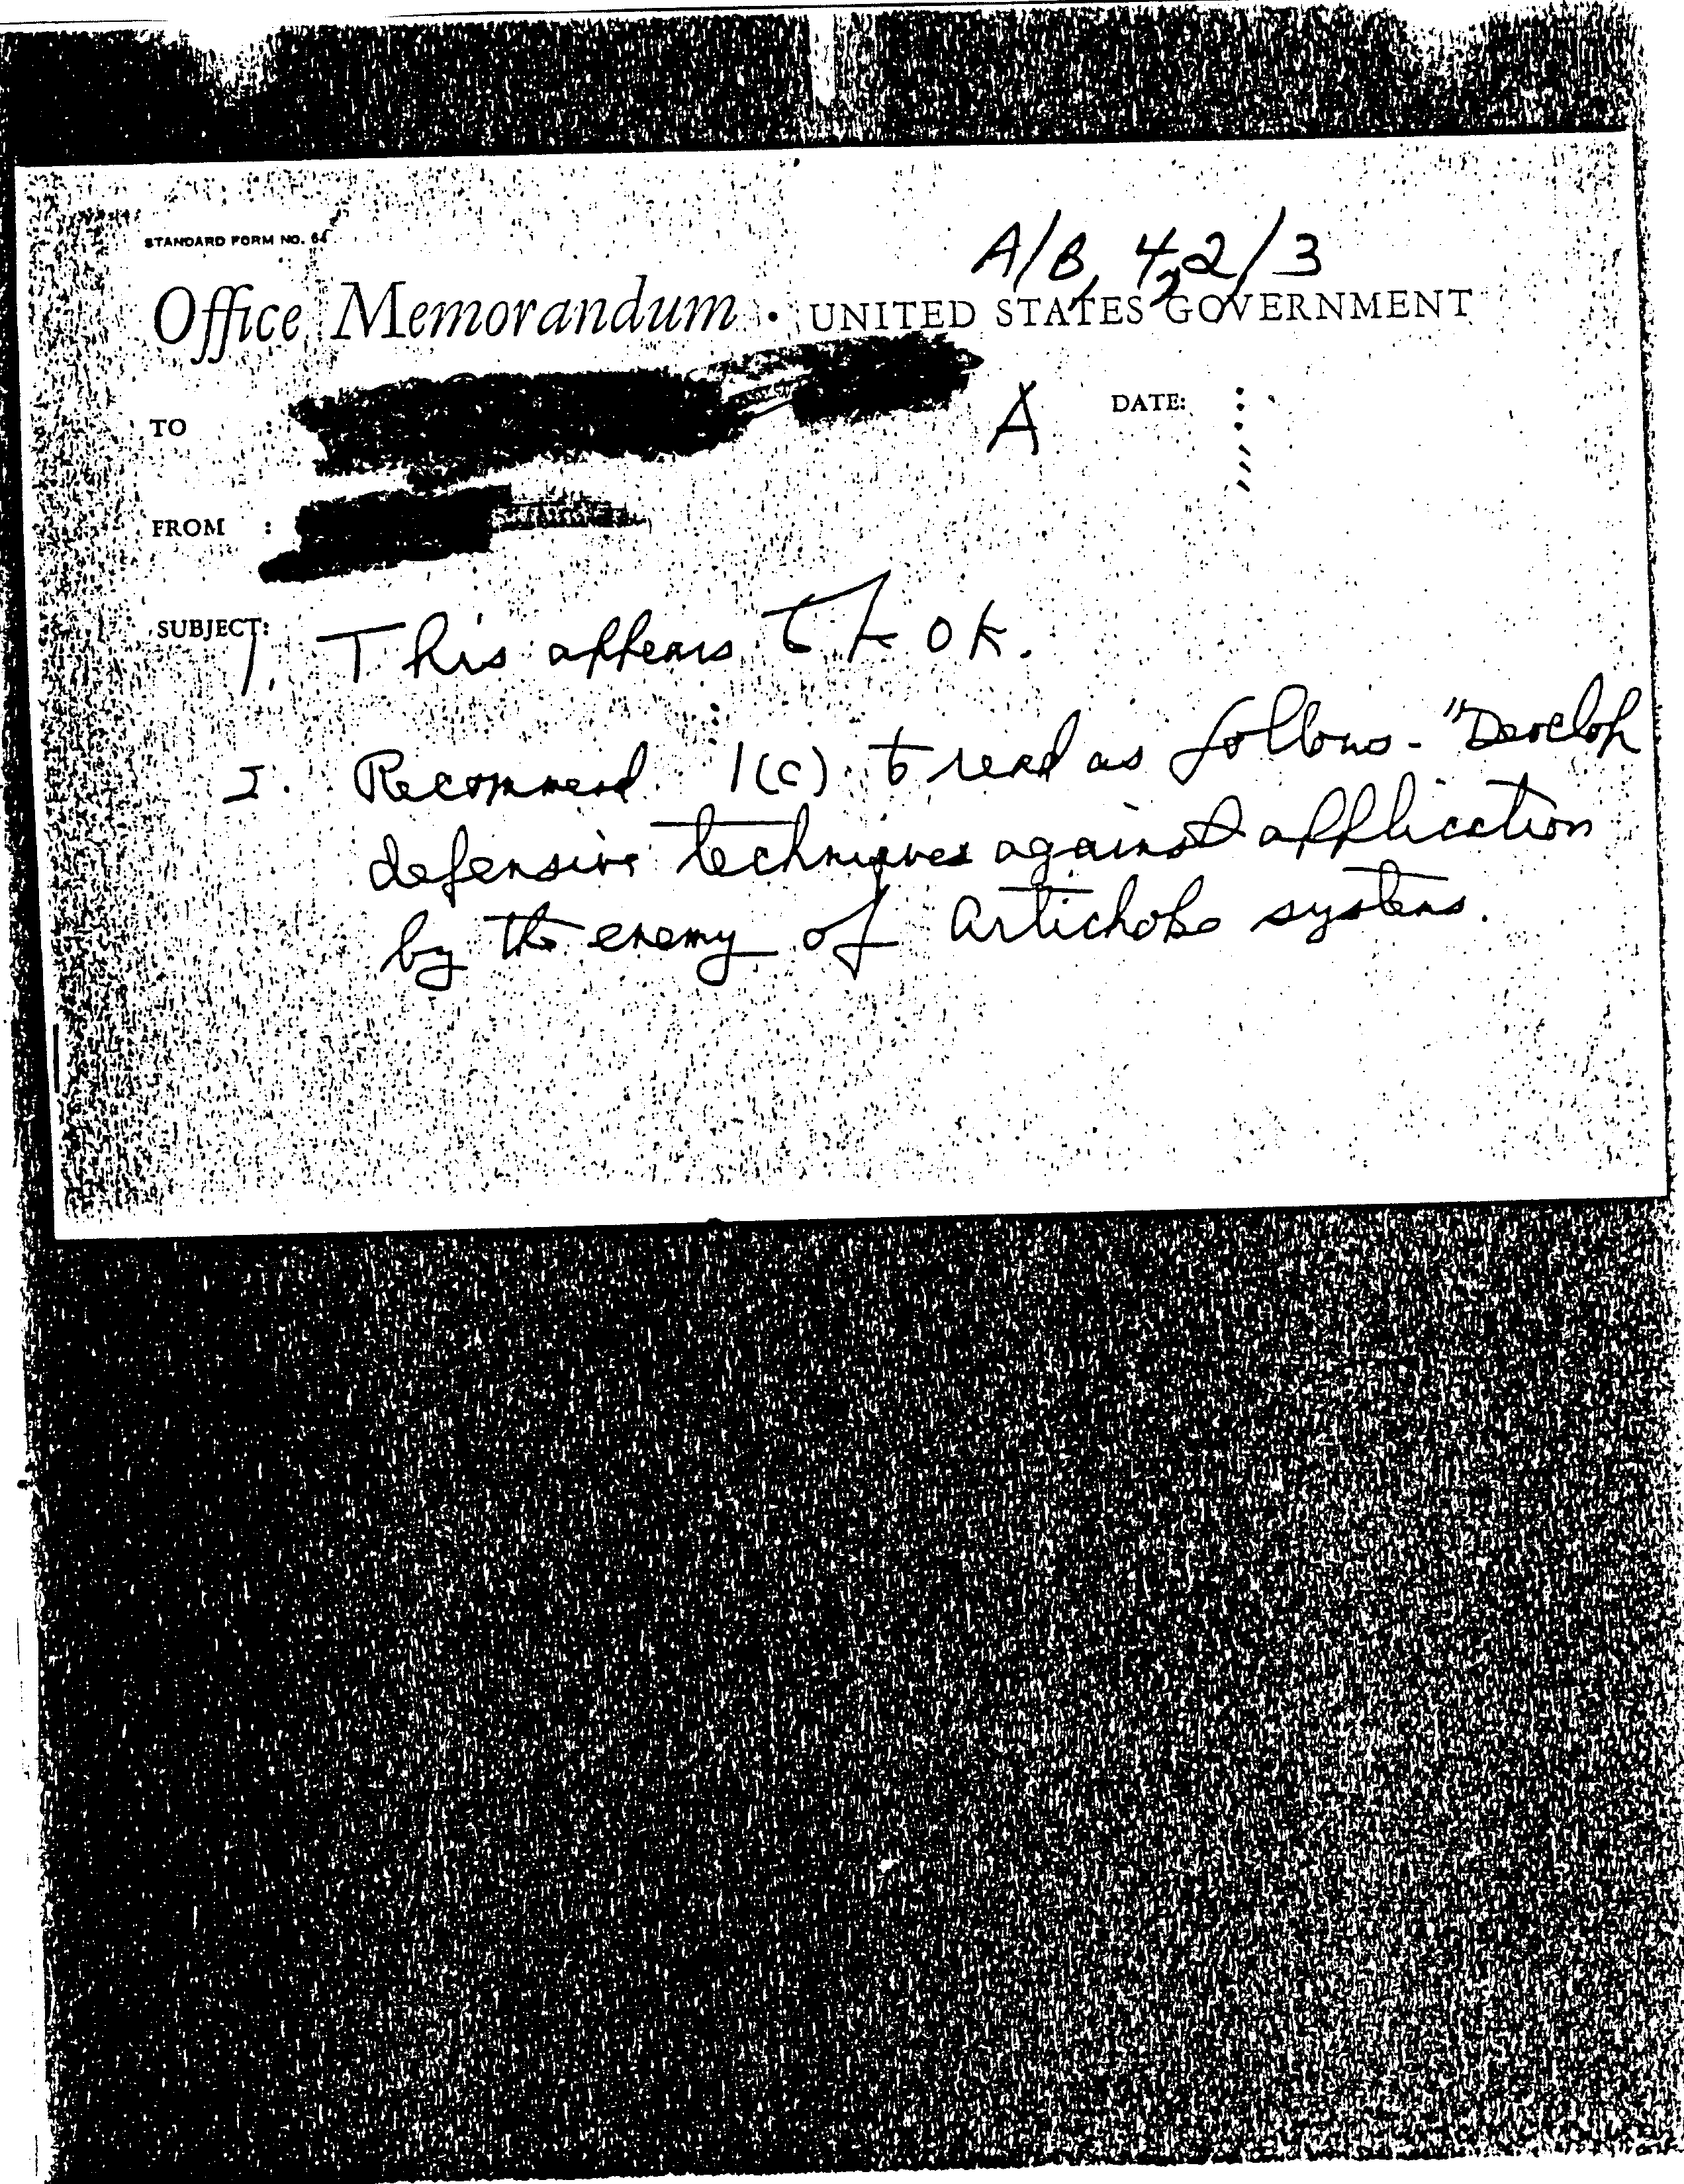 STANDARD FORM NO. 64
A/B, 4, 2/3
Office Memorandum • UNITED STATES GOVERNMENT
TO : A DATE:
FROM :
SUBJECT:
1. This appears to be OK.
2. Recommend 1(c) to read as follows - "Develop
defensive techniques against application
by the enemy of Artichoke systems.